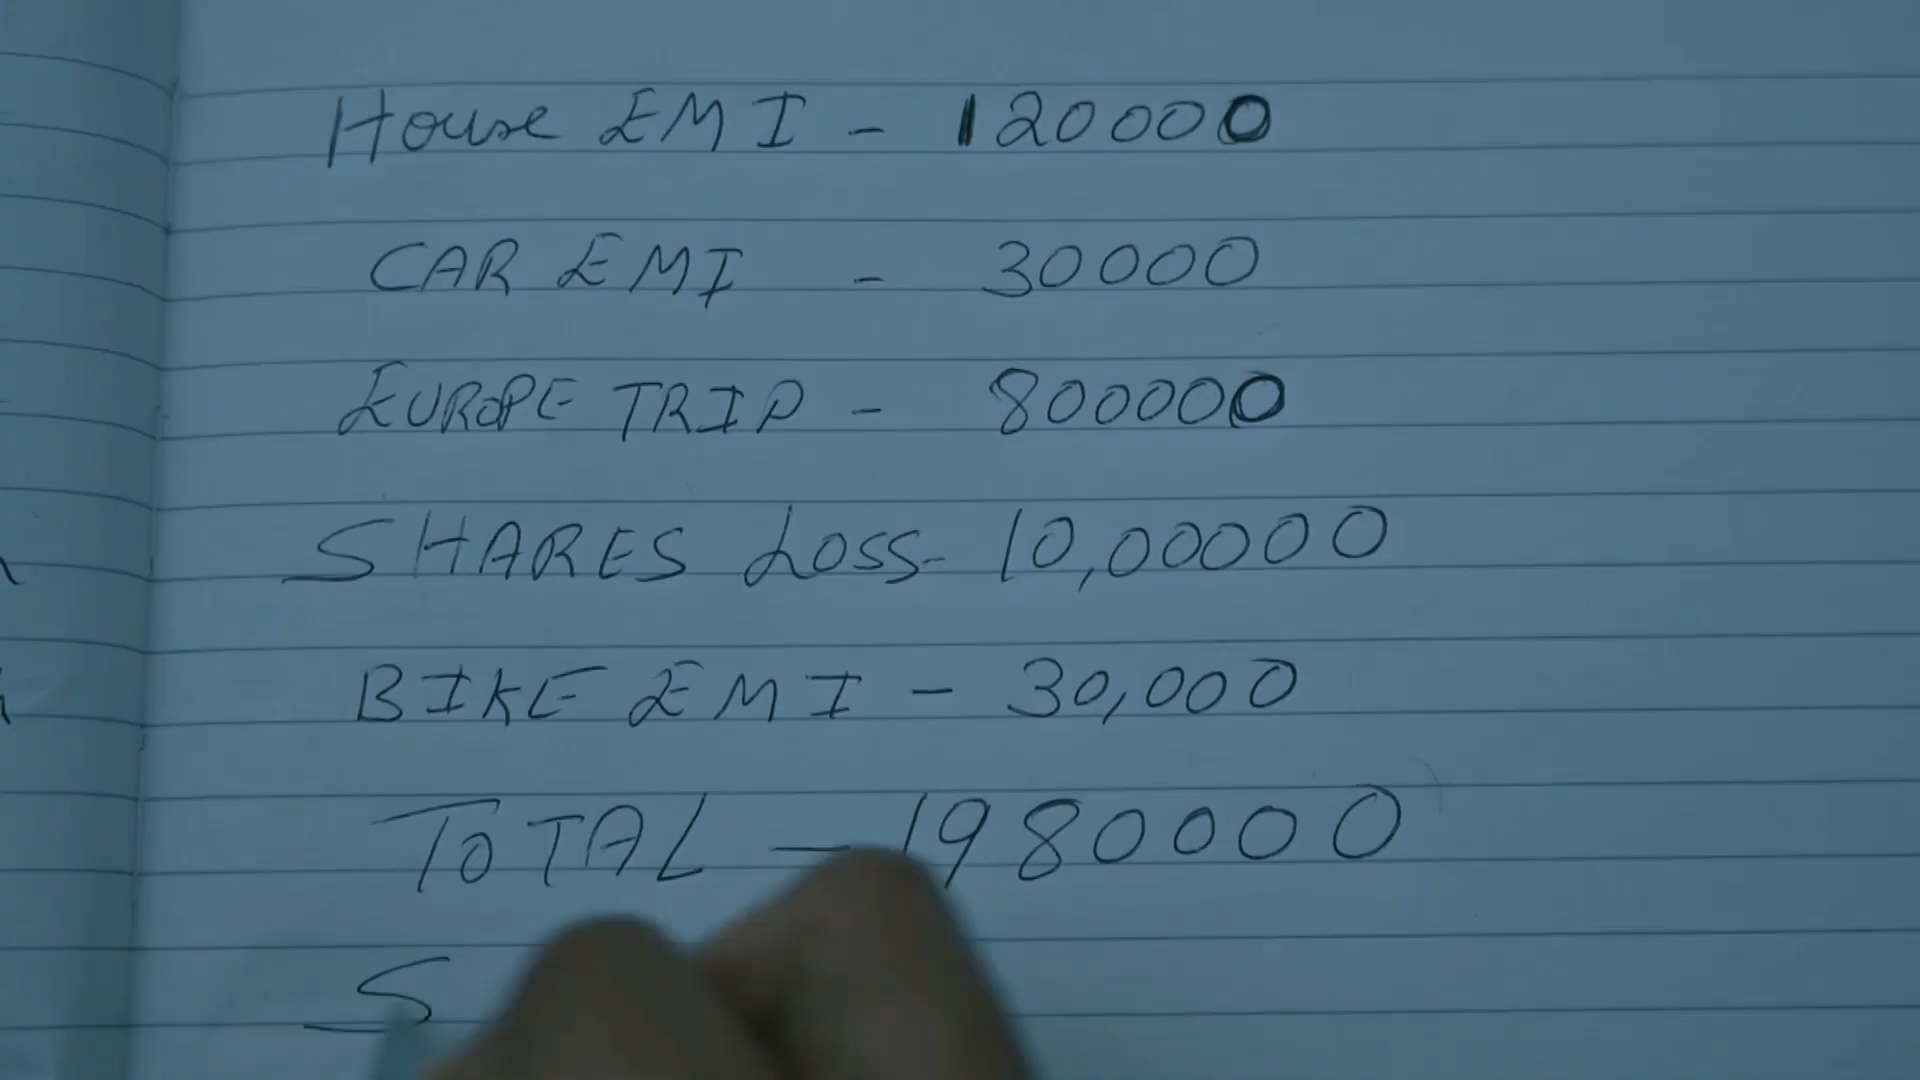 House EMI - 120000
CAR EMI - 30000
EUROPE TRIP - 800000
SHARES LOSS - 10,00000
BIKE EMI - 30,000
TOTAL - 1980000
S